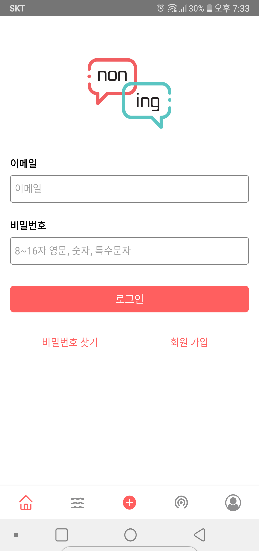 SKT 30% 오후 7:33
non
ing
이메일
이메일
비밀번호
8~16자 영문, 숫자, 특수문자
로그인
비밀번호 찾기 회원 가입